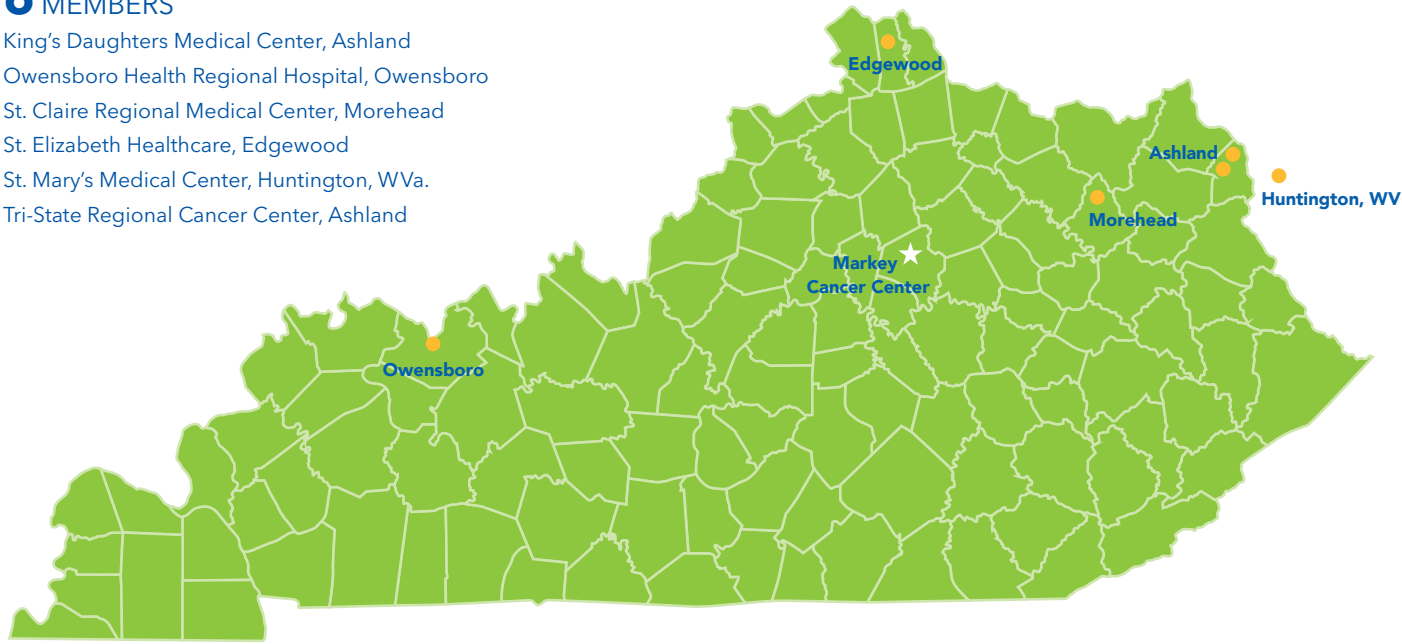 6 MEMBERS
King's Daughters Medical Center, Ashland
Owensboro Health Regional Hospital, Owensboro
St. Claire Regional Medical Center, Morehead
St. Elizabeth Healthcare, Edgewood
St. Mary's Medical Center, Huntington, WVa.
Tri-State Regional Cancer Center, Ashland
Edgewood
Ashland
Huntington, WV
Morehead
Markey
Cancer Center
Owensboro